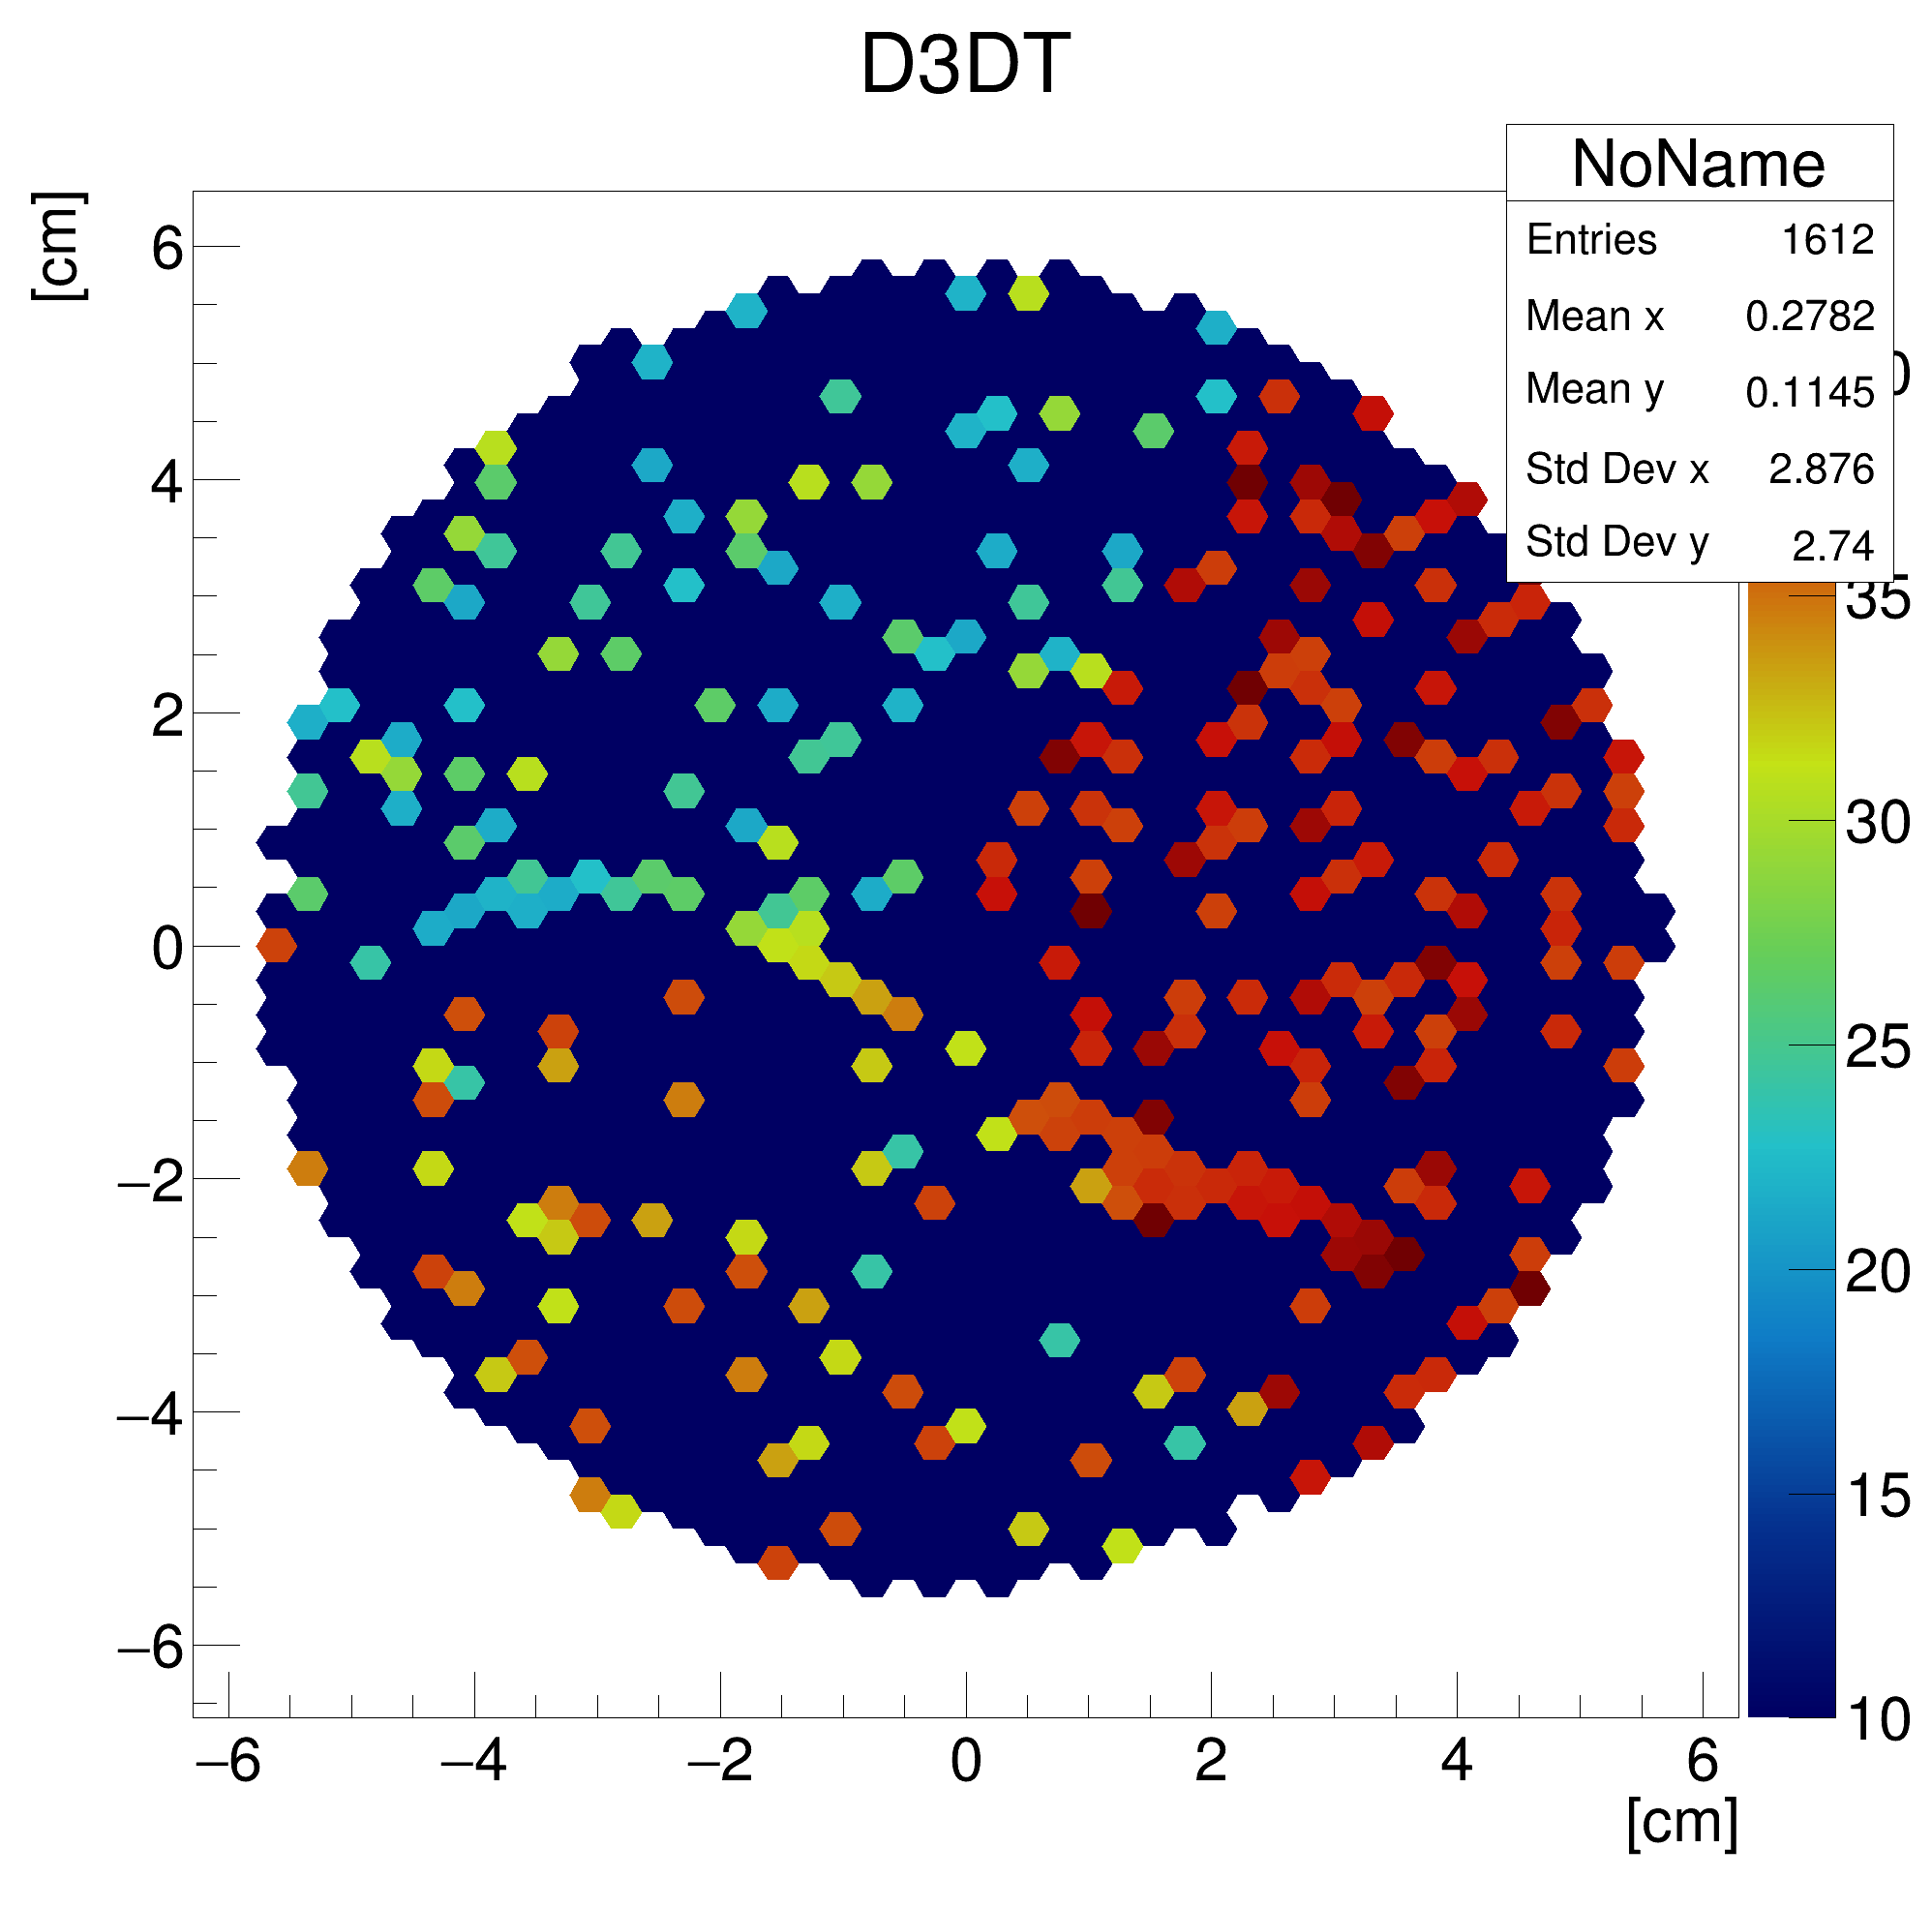 D3DT
[cm]
NoName
Entries 1612
Mean x 0.2782
Mean y 0.1145
Std Dev x 2.876
Std Dev y 2.74
6
4
2
0
−2
−4
−6
35
30
25
20
15
10
−6 −4 −2 0 2 4 6
[cm]